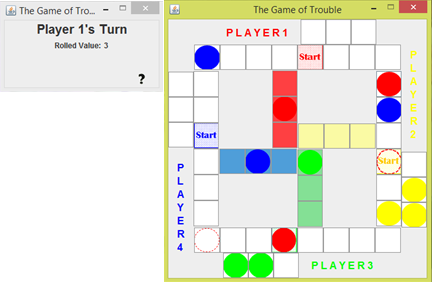 The Game of Tro...
Player 1's Turn
Rolled Value: 3
?
The Game of Trouble
PLAYER1
Start
PLAYER2
Start
Start
PLAYER4
PLAYER3